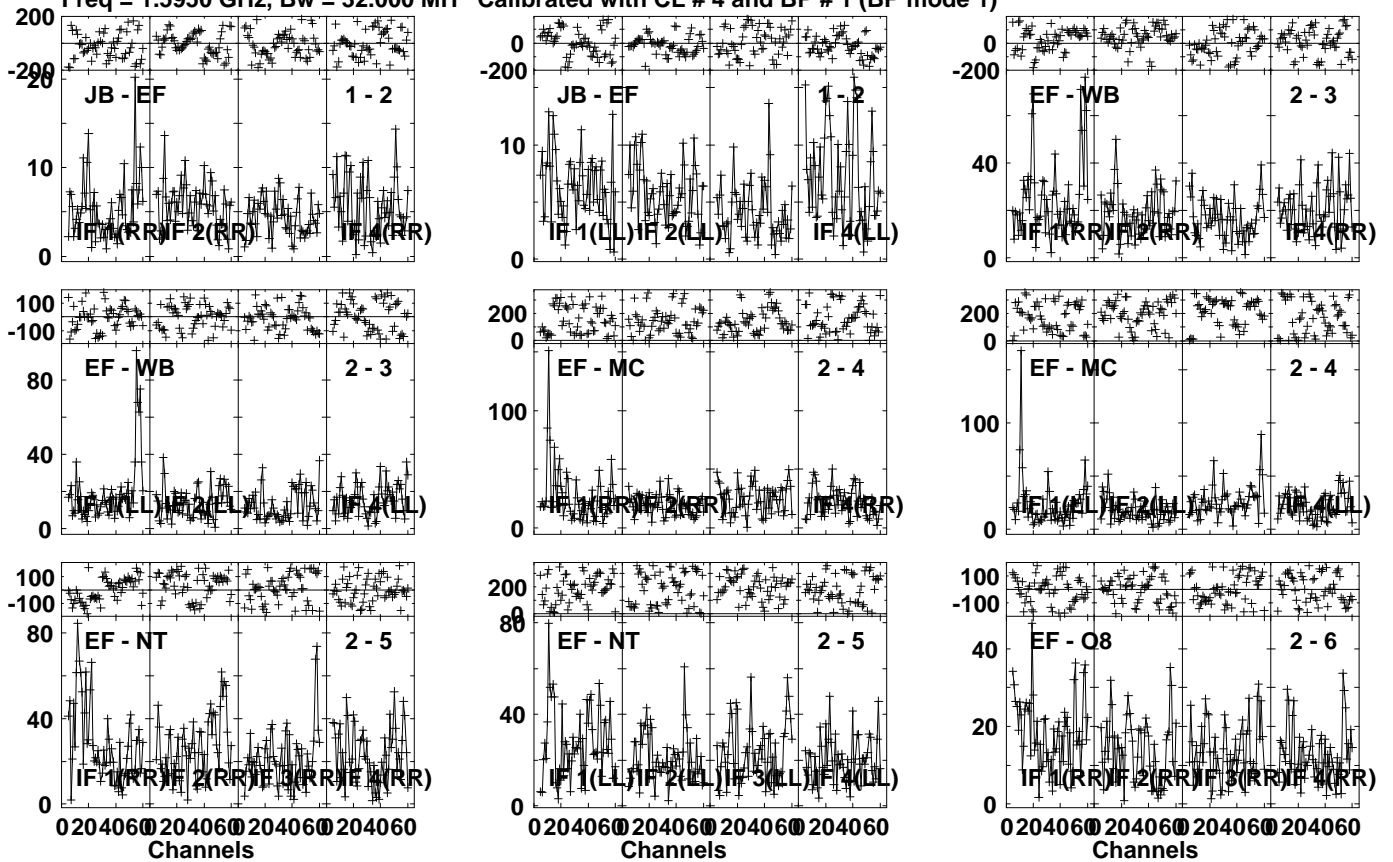 Freq = 1.5950 GHz, Bw = 32.000 MH Calibrated with CL # 4 and BP # 1 (BP mode 1)
200
-200
20
10
0
JB - EF 1 - 2
IF 1(RR) IF 2(RR) IF 4(RR)
200
0
-200
10
0
JB - EF 1 - 2
IF 1(LL) IF 2(LL) IF 4(LL)
200
0
-200
40
0
EF - WB 2 - 3
IF 1(RR) IF 2(RR) IF 4(RR)
100
-100
80
40
0
EF - WB 2 - 3
IF 1(LL) IF 2(LL) IF 4(LL)
200
0
100
0
EF - MC 2 - 4
IF 1(RR) IF 2(RR) IF 4(RR)
200
0
100
0
EF - MC 2 - 4
IF 1(LL) IF 2(LL) IF 4(LL)
100
-100
80
40
0
EF - NT 2 - 5
IF 1(RR) IF 2(RR) IF 3(RR) IF 4(RR)
0 20 40 60 0 20 40 60 0 20 40 60 0 20 40 60
Channels
200
0
80
40
0
EF - NT 2 - 5
IF 1(LL) IF 2(LL) IF 3(LL) IF 4(LL)
0 20 40 60 0 20 40 60 0 20 40 60 0 20 40 60
Channels
100
-100
40
20
0
EF - O8 2 - 6
IF 1(RR) IF 2(RR) IF 3(RR) IF 4(RR)
0 20 40 60 0 20 40 60 0 20 40 60 0 20 40 60
Channels